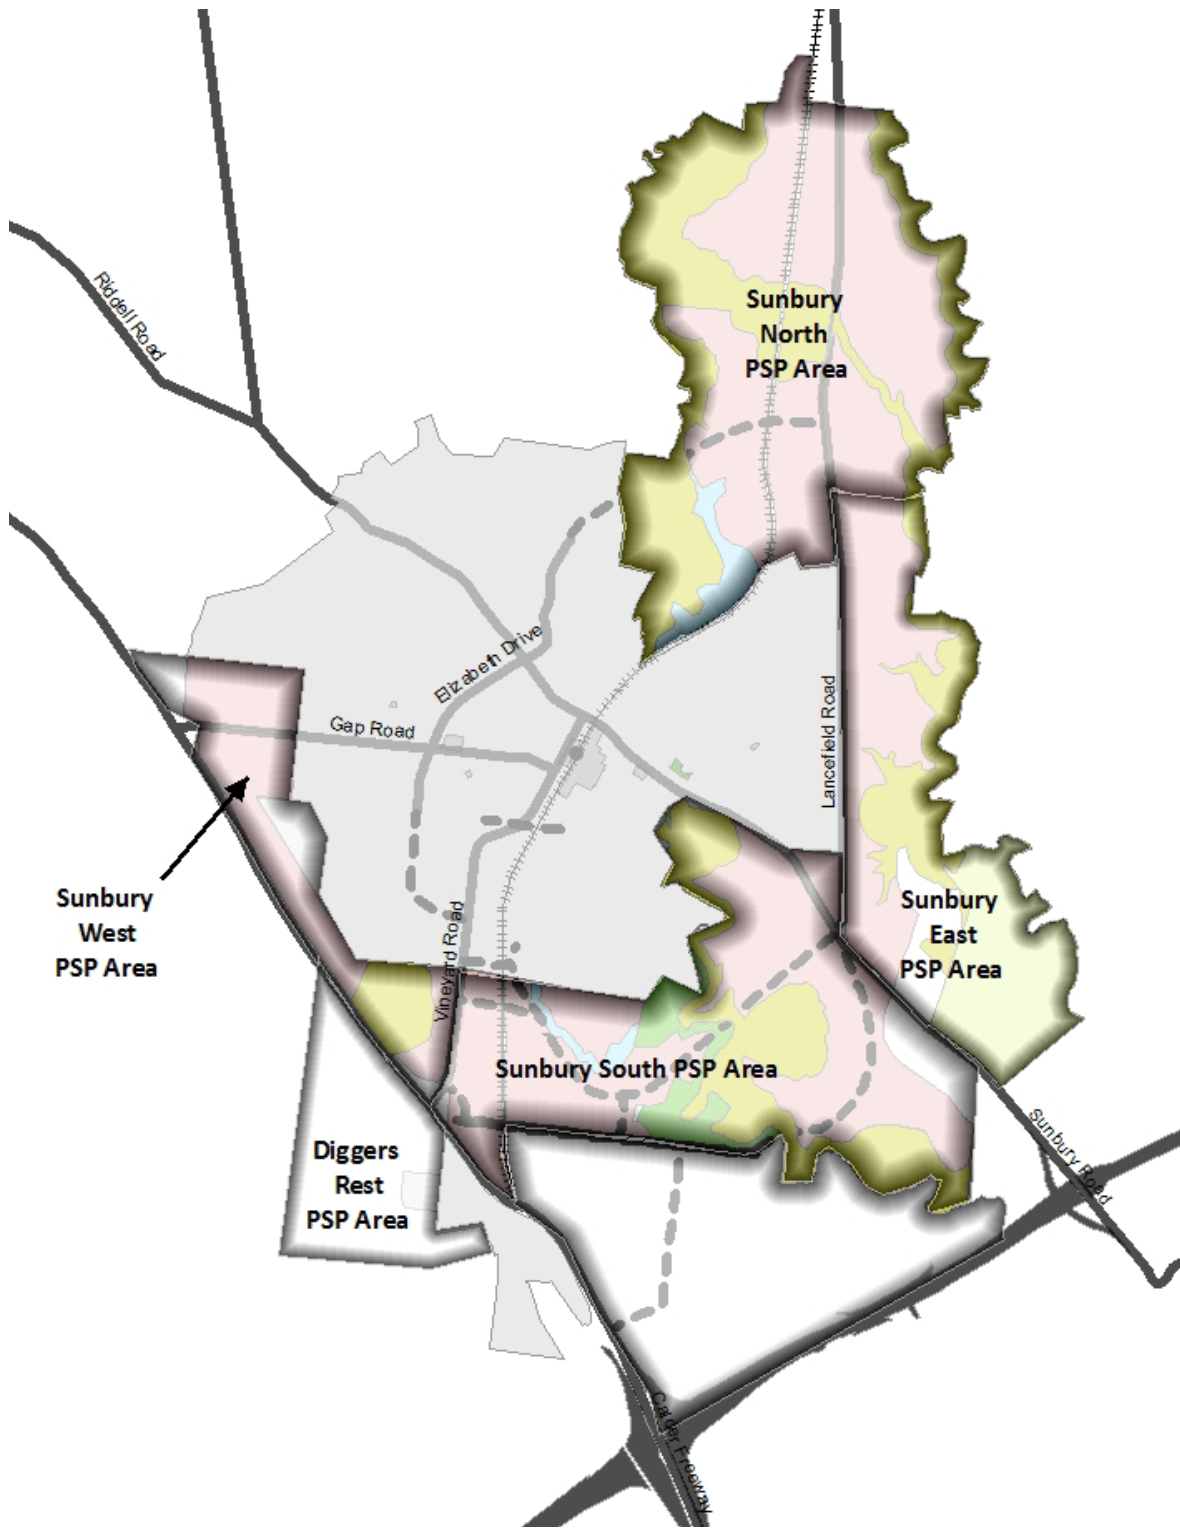 Riddell Road
Sunbury
North
PSP Area
Elizabeth Drive
Gap Road
Lancefield Road
Sunbury
West
PSP Area
Vineyard Road
Sunbury
East
PSP Area
Sunbury South PSP Area
Diggers
Rest
PSP Area
Sunbury Road
Calder Freeway